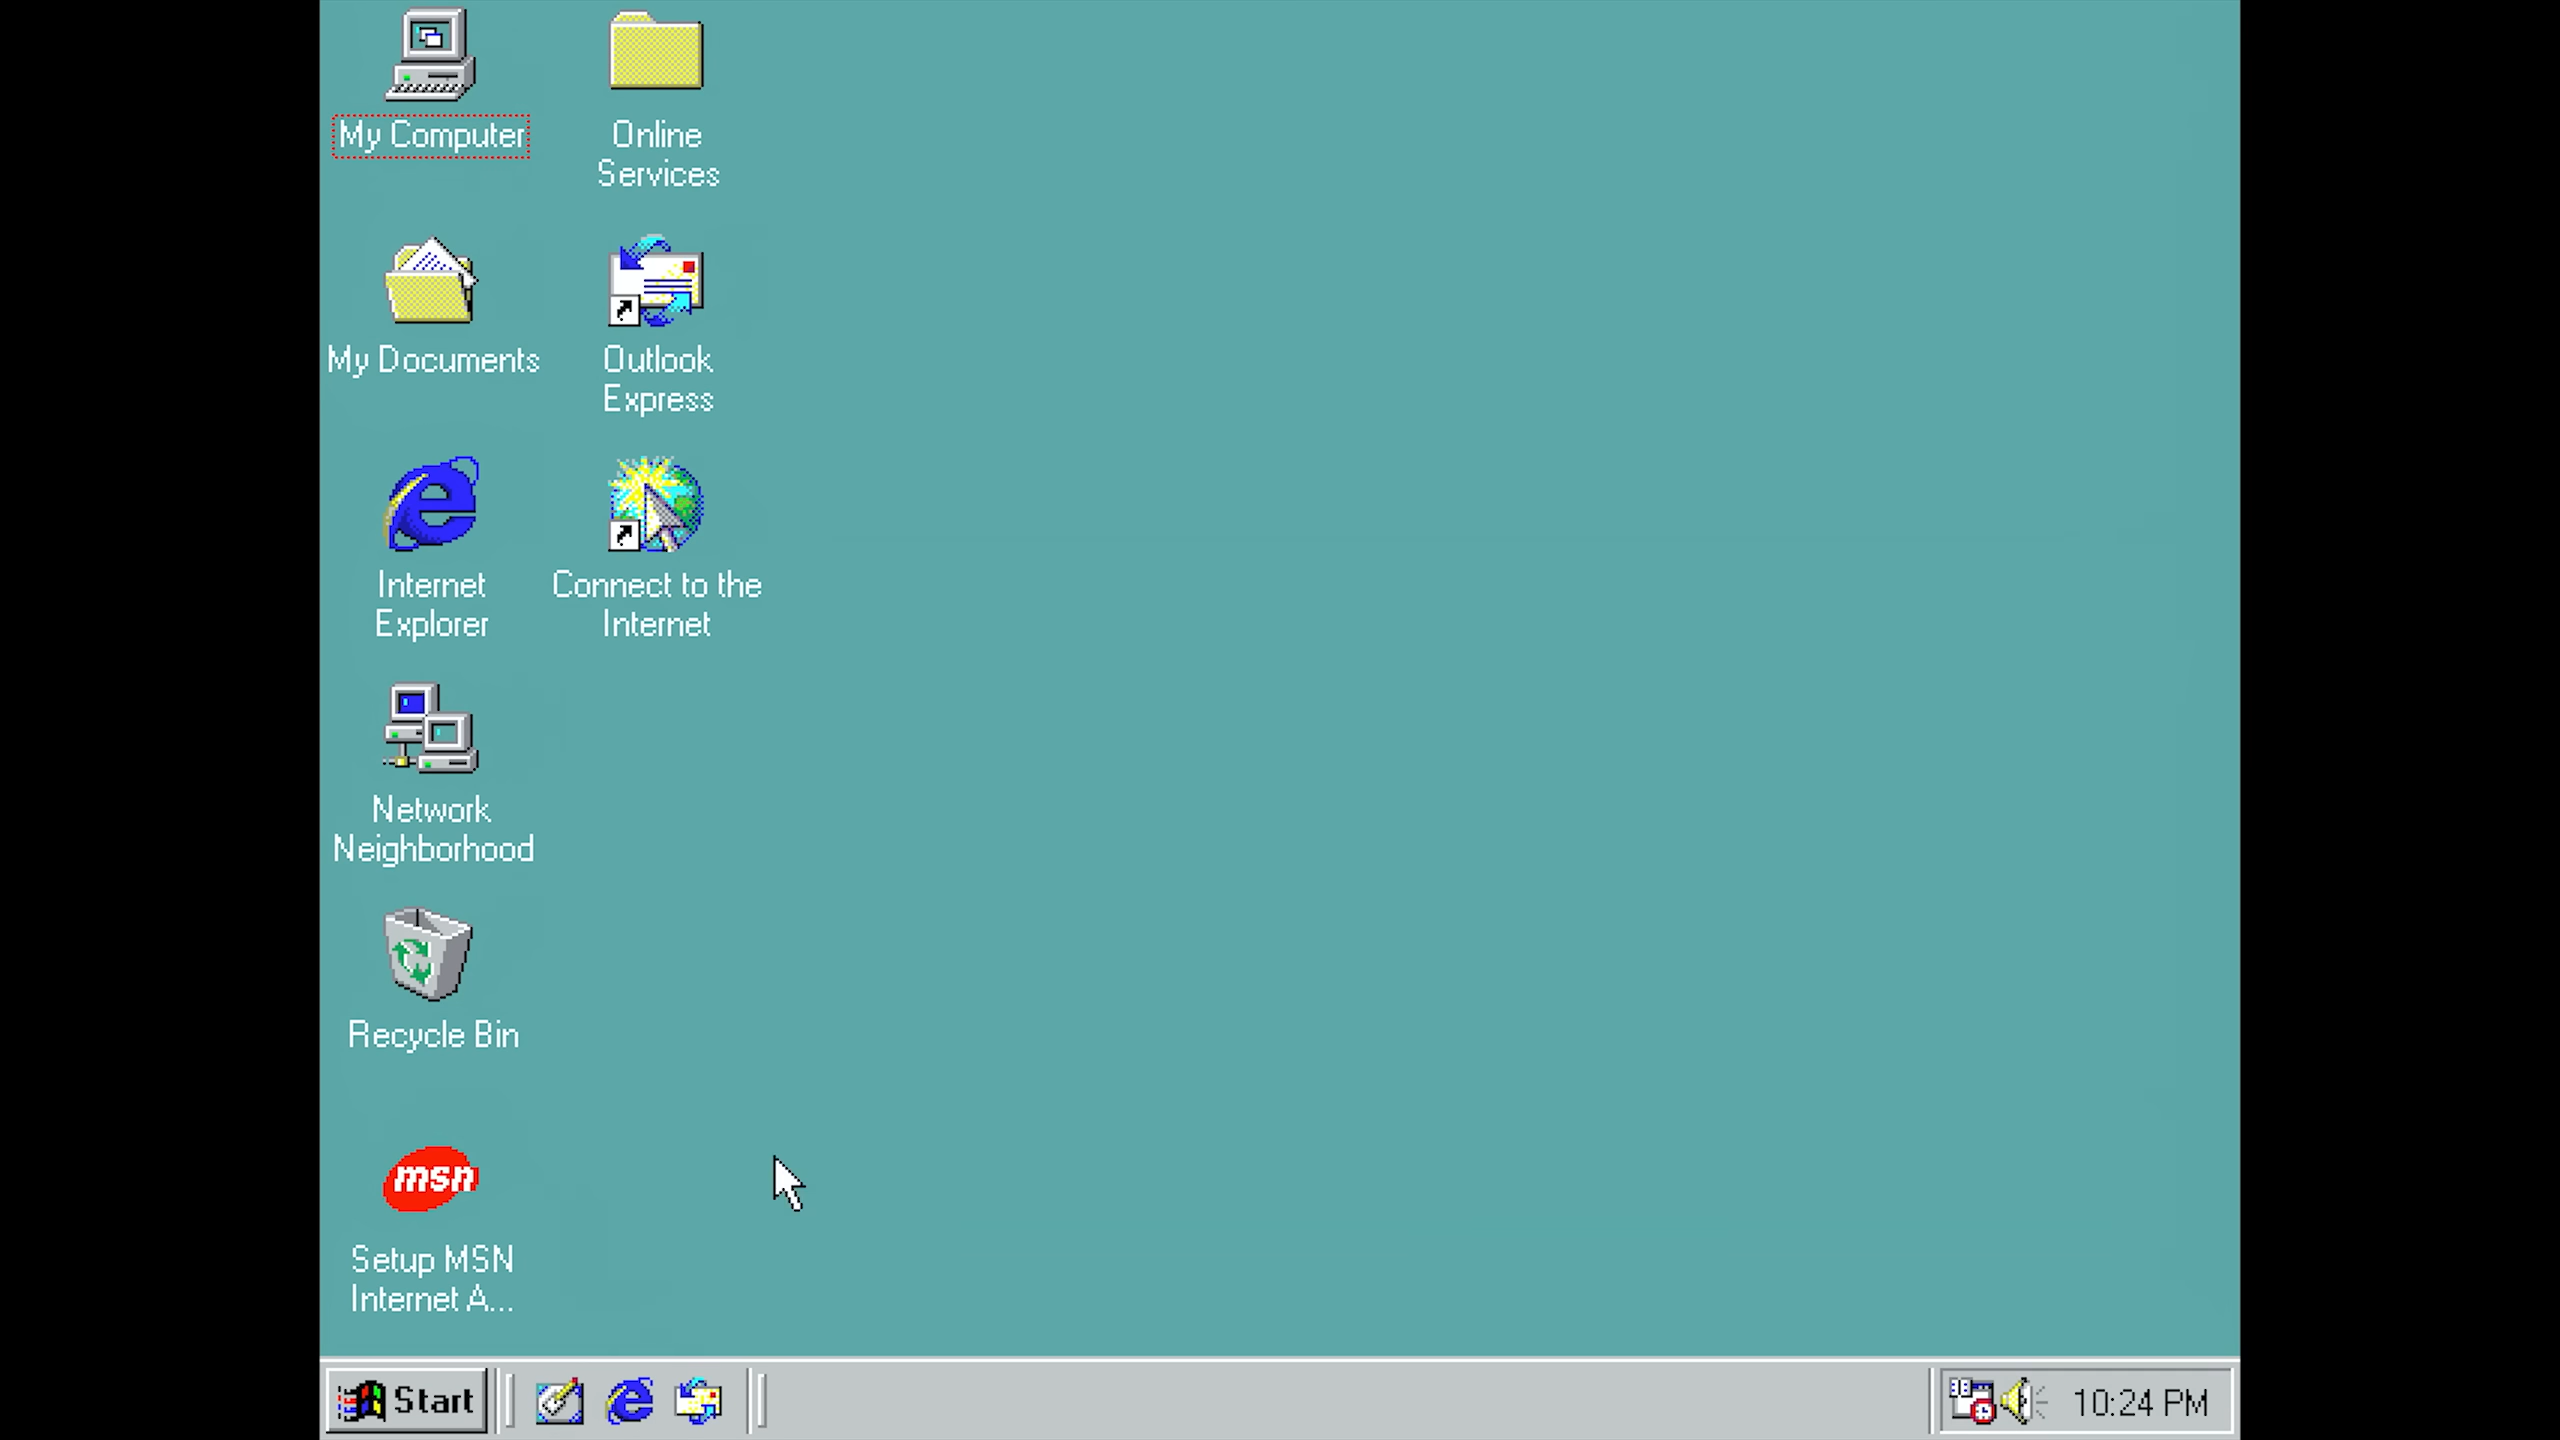 My Computer
Online
Services
My Documents
Outlook
Express
Internet
Explorer
Connect to the
Internet
Network
Neighborhood
Recycle Bin
msn
Setup MSN
Internet A...
Start
10:24 PM